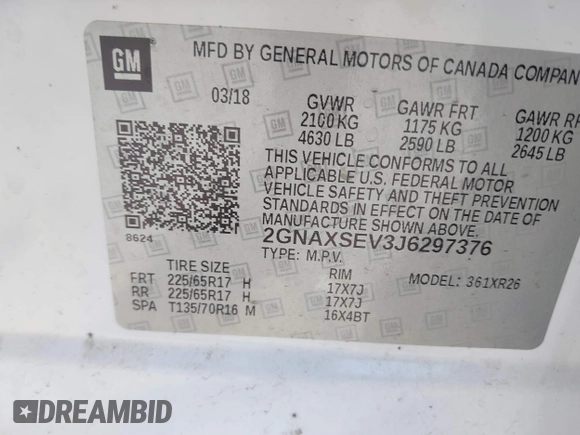 GM
MFD BY GENERAL MOTORS OF CANADA COMPAN
03/18
GVWR GAWR FRT GAWR RR
2100 KG 1175 KG 1200 KG
4630 LB 2590 LB 2645 LB
THIS VEHICLE CONFORMS TO ALL
APPLICABLE U.S. FEDERAL MOTOR
VEHICLE SAFETY AND THEFT PREVENTION
STANDARDS IN EFFECT ON THE DATE OF
MANUFACTURE SHOWN ABOVE.
8624
2GNAXSEV3J6297376
TYPE: M.P.V. MODEL: 361XR26
TIRE SIZE RIM
FRT 225/65R17 H 17X7J
RR 225/65R17 H 17X7J
SPA T135/70R16 M 16X4BT
DREAMBID